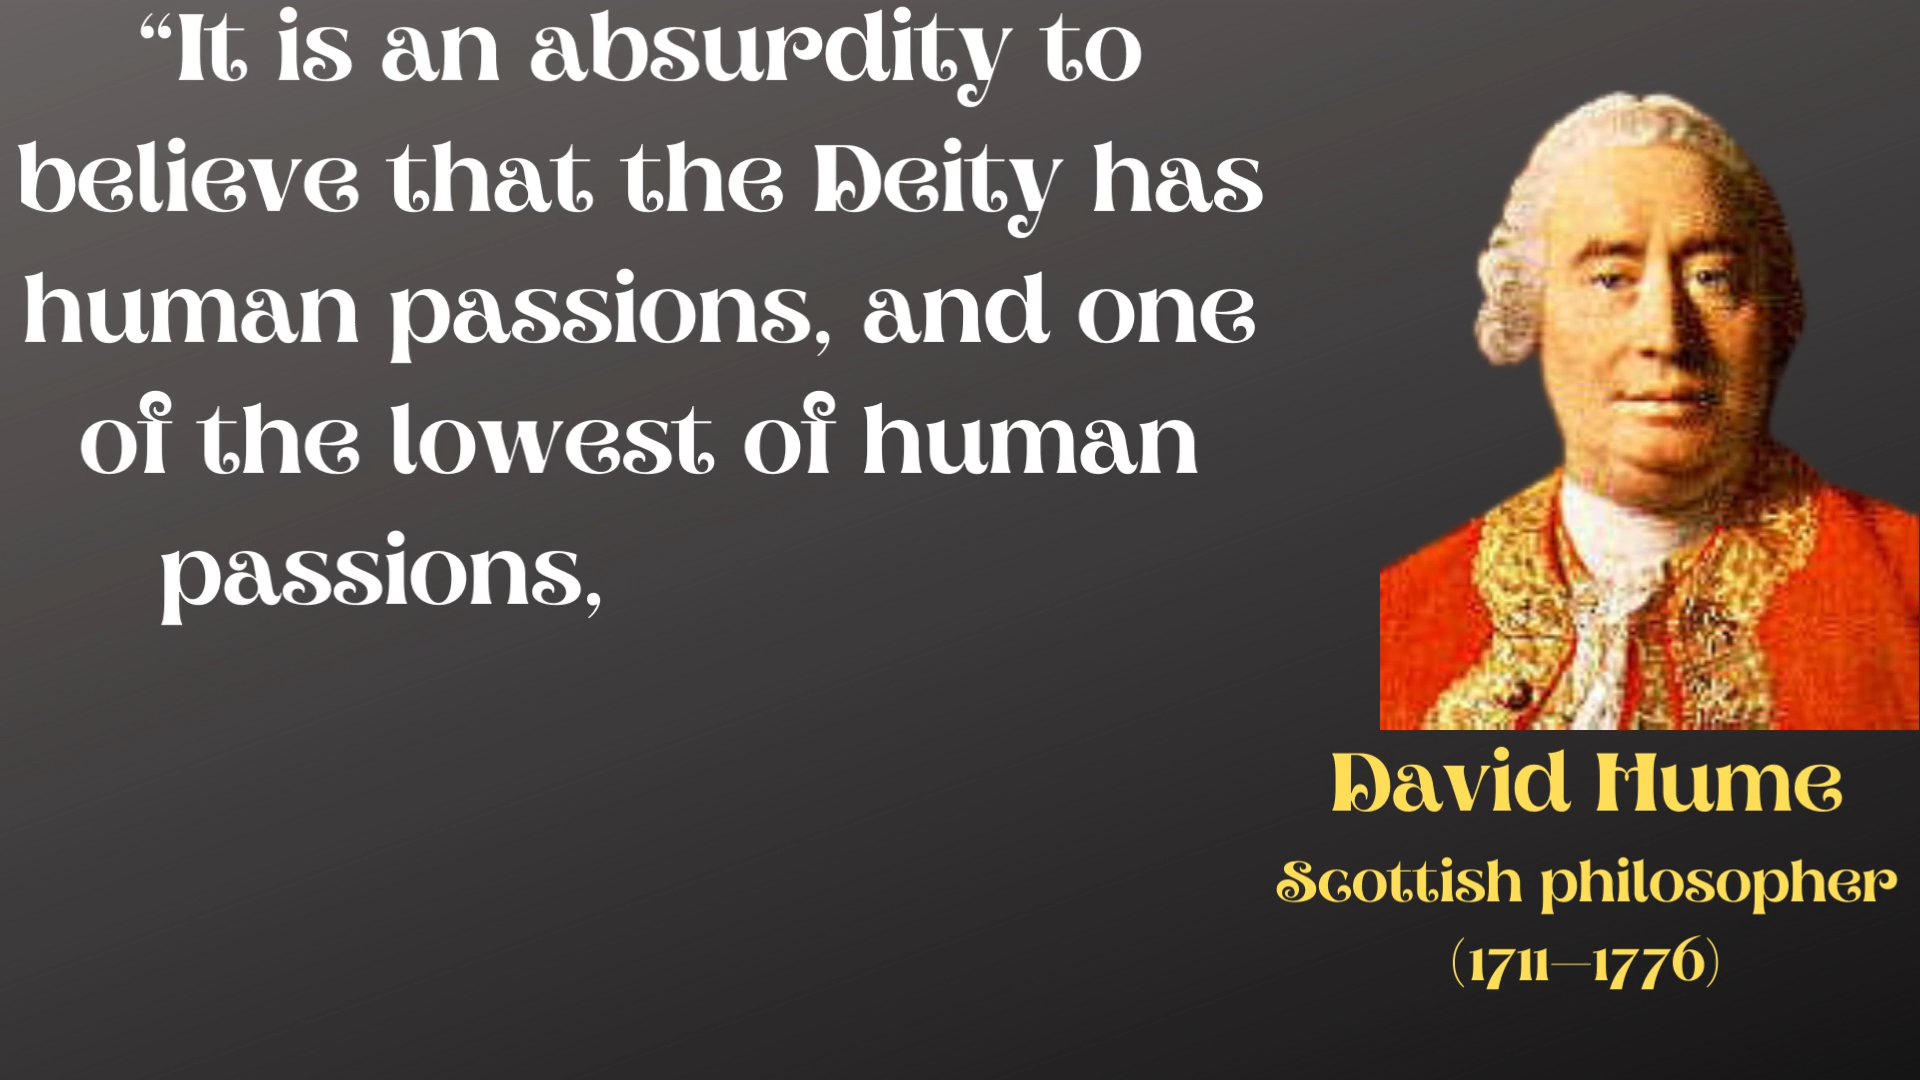 “It is an absurdity to
believe that the Deity has
human passions, and one
of the lowest of human
passions,
David Hume
Scottish philosopher
(1711—1776)